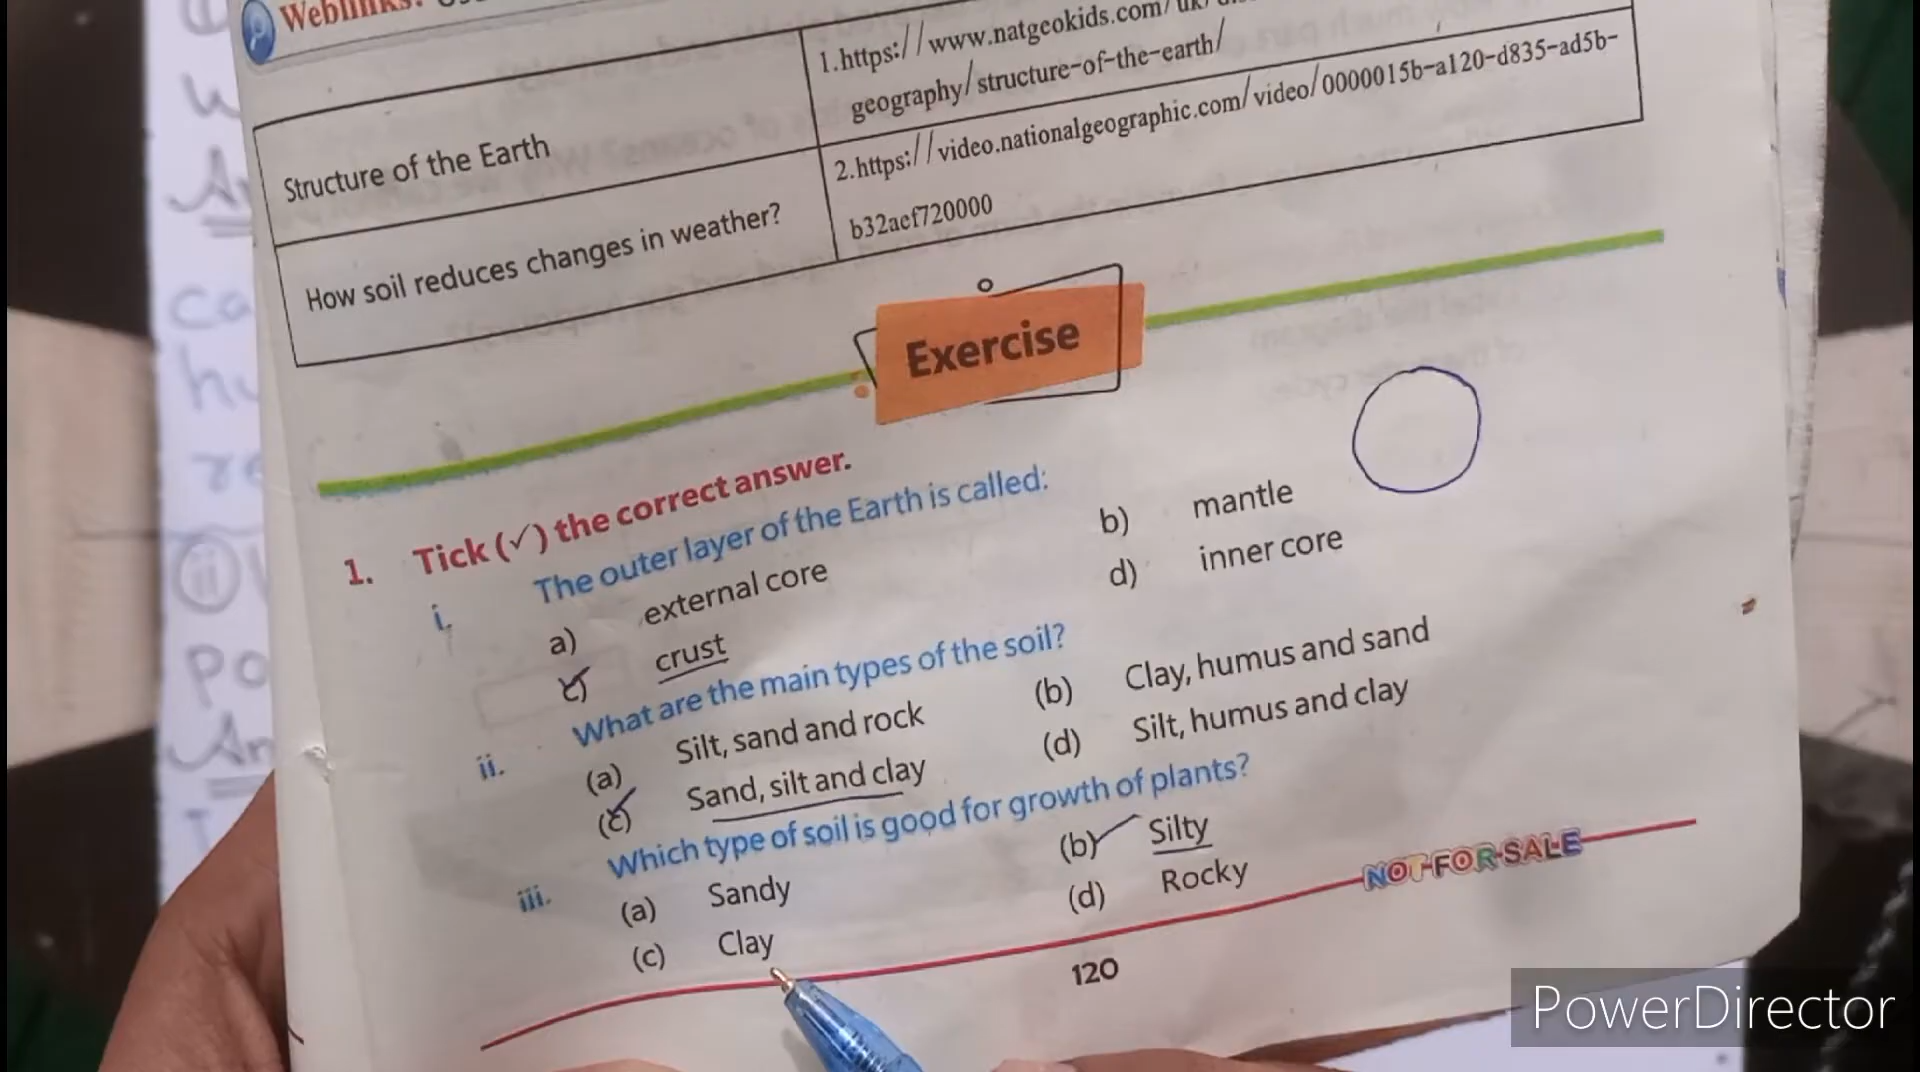 Weblinks:
1.https://www.natgeokids.com/uk/
Structure of the Earth
geography/structure-of-the-earth/
2.https://video.nationalgeographic.com/video/0000015b-a120-d835-ad5b-
How soil reduces changes in weather?
b32aef720000
Exercise
1. Tick (✓) the correct answer.
i. The outer layer of the Earth is called:
a) external core b) mantle
c) crust d) inner core
ii. What are the main types of the soil?
(a) Silt, sand and rock (b) Clay, humus and sand
(c) Sand, silt and clay (d) Silt, humus and clay
iii. Which type of soil is good for growth of plants?
(a) Sandy (b) Silty
(c) Clay (d) Rocky
NOT FOR SALE
120
PowerDirector